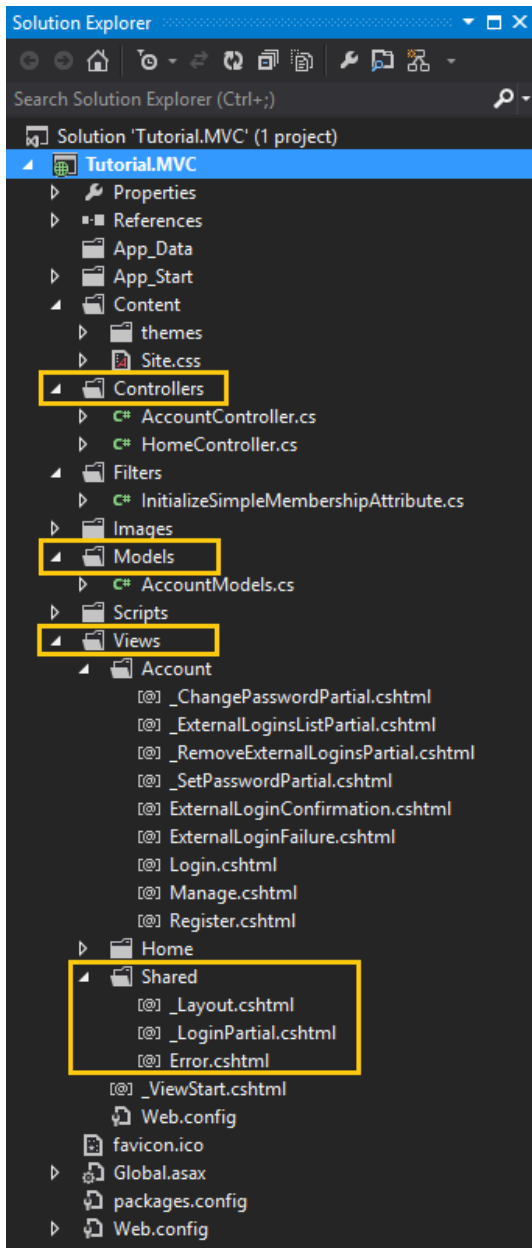 Solution Explorer
Search Solution Explorer (Ctrl+;)
Solution 'Tutorial.MVC' (1 project)
Tutorial.MVC
Properties
References
App_Data
App_Start
Content
themes
Site.css
Controllers
C# AccountController.cs
C# HomeController.cs
Filters
C# InitializeSimpleMembershipAttribute.cs
Images
Models
C# AccountModels.cs
Scripts
Views
Account
[@] _ChangePasswordPartial.cshtml
[@] _ExternalLoginsListPartial.cshtml
[@] _RemoveExternalLoginsPartial.cshtml
[@] _SetPasswordPartial.cshtml
[@] ExternalLoginConfirmation.cshtml
[@] ExternalLoginFailure.cshtml
[@] Login.cshtml
[@] Manage.cshtml
[@] Register.cshtml
Home
Shared
[@] _Layout.cshtml
[@] _LoginPartial.cshtml
[@] Error.cshtml
[@] _ViewStart.cshtml
Web.config
favicon.ico
Global.asax
packages.config
Web.config